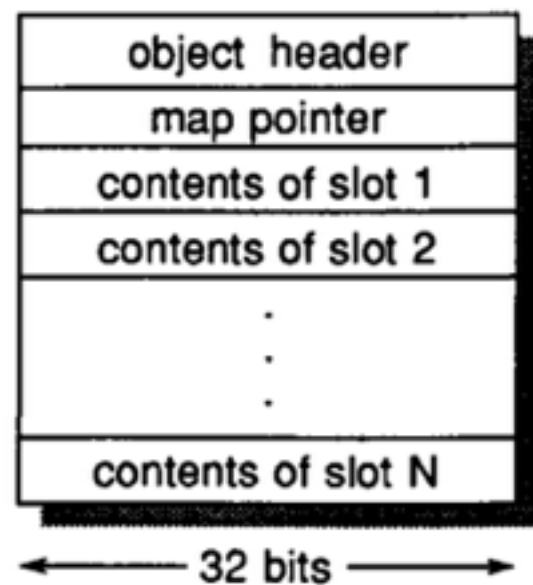 object header
map pointer
contents of slot 1
contents of slot 2
.
.
.
contents of slot N
32 bits